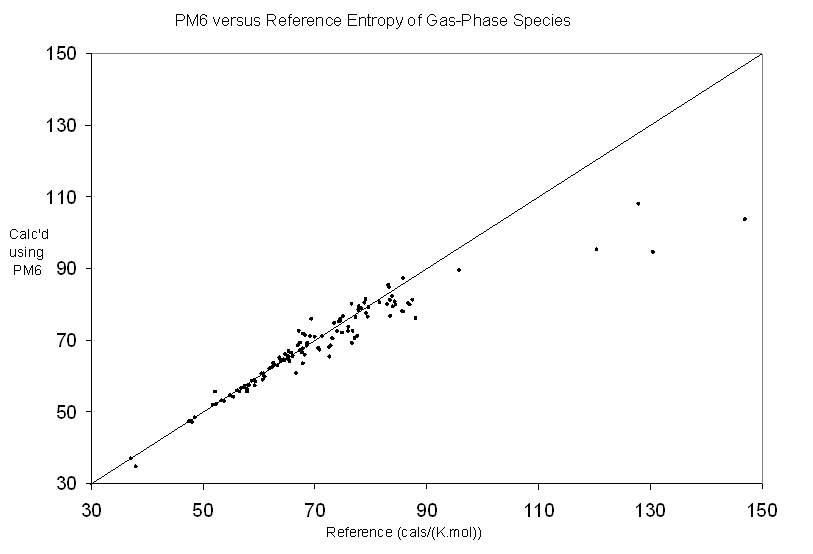 PM6 versus Reference Entropy of Gas-Phase Species
150
130
110
Calc'd
using
PM6
90
70
50
30
30 50 70 90 110 130 150
Reference (cals/(K.mol))